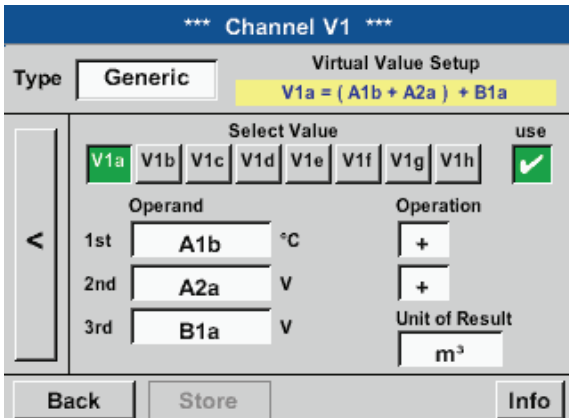 *** Channel V1 ***
Type Generic
Virtual Value Setup
V1a = ( A1b + A2a ) + B1a
Select Value use
V1a V1b V1c V1d V1e V1f V1g V1h ✔
Operand Operation
< 1st A1b °C +
2nd A2a V +
3rd B1a V
Unit of Result
m³
Back Store Info